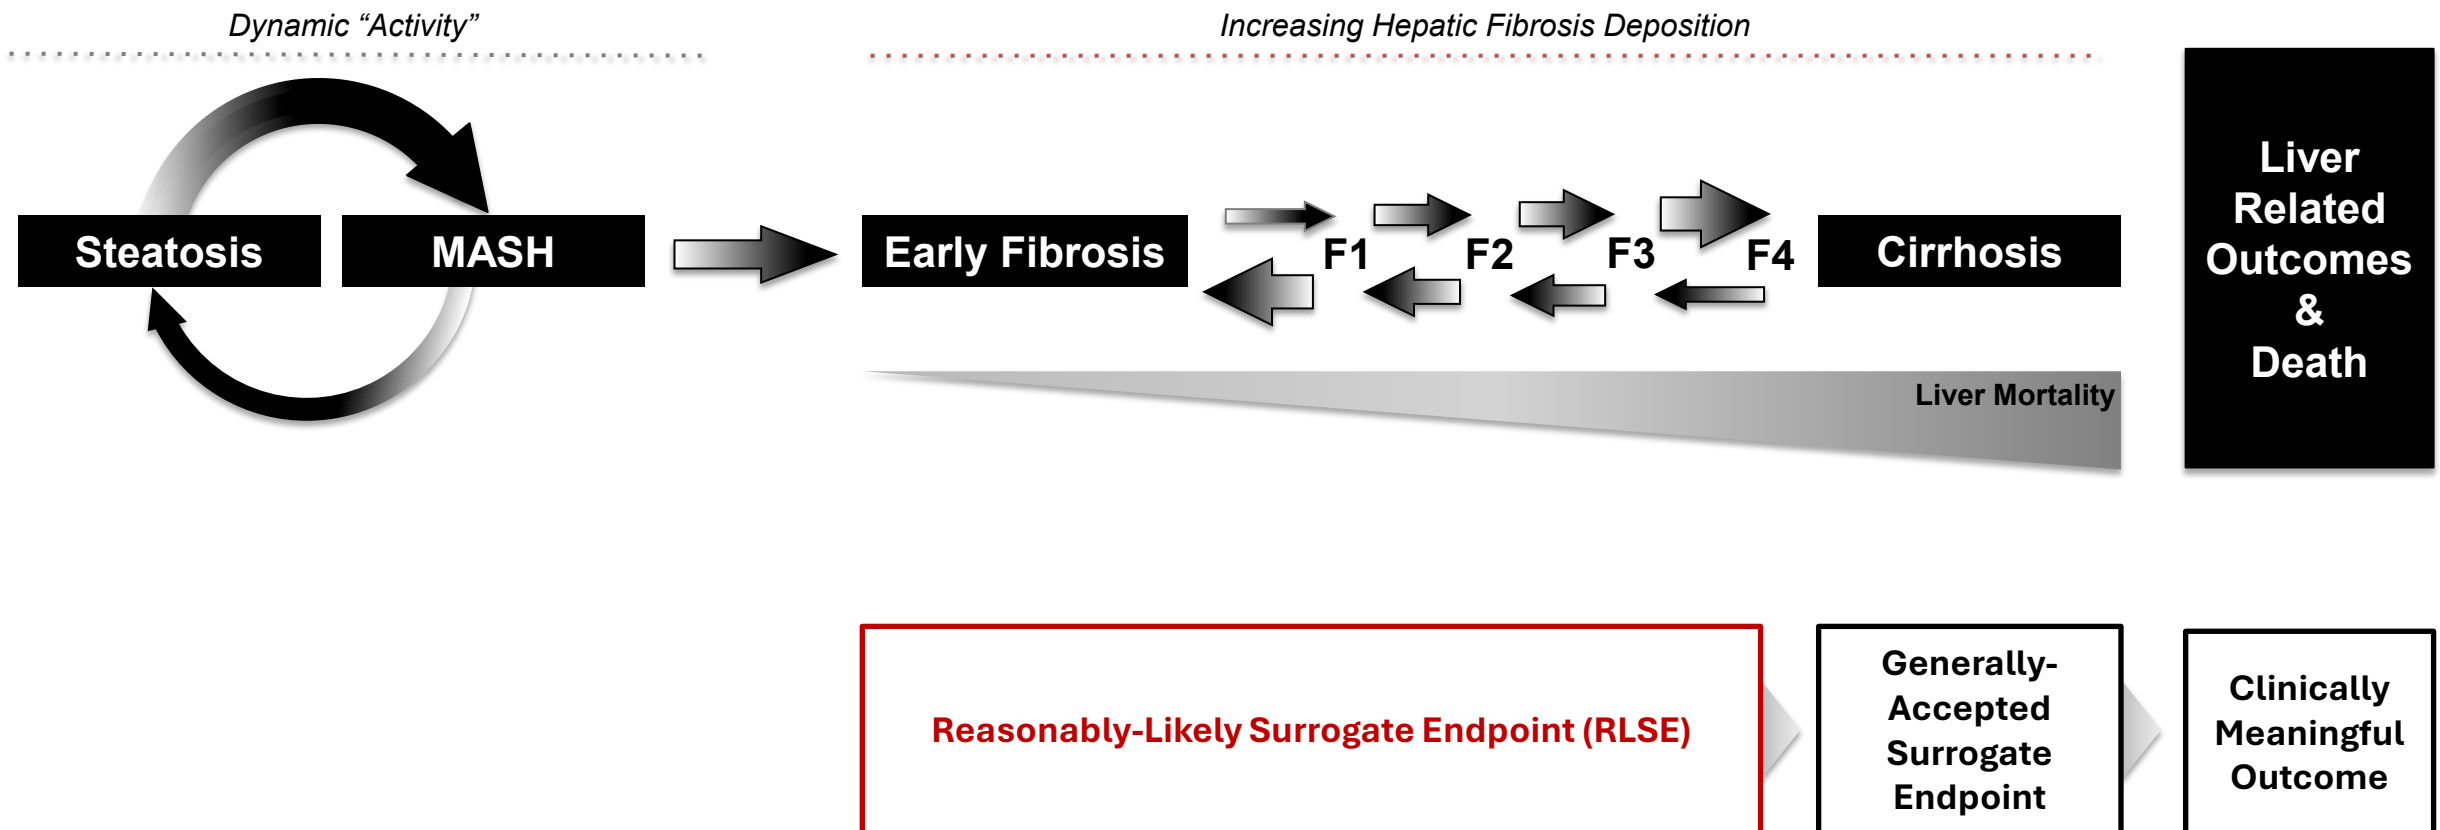 Dynamic “Activity”
Increasing Hepatic Fibrosis Deposition
Steatosis
MASH
Early Fibrosis
F1
F2
F3
F4
Cirrhosis
Liver
Related
Outcomes
&
Death
Liver Mortality
Reasonably-Likely Surrogate Endpoint (RLSE)
Generally-
Accepted
Surrogate
Endpoint
Clinically
Meaningful
Outcome